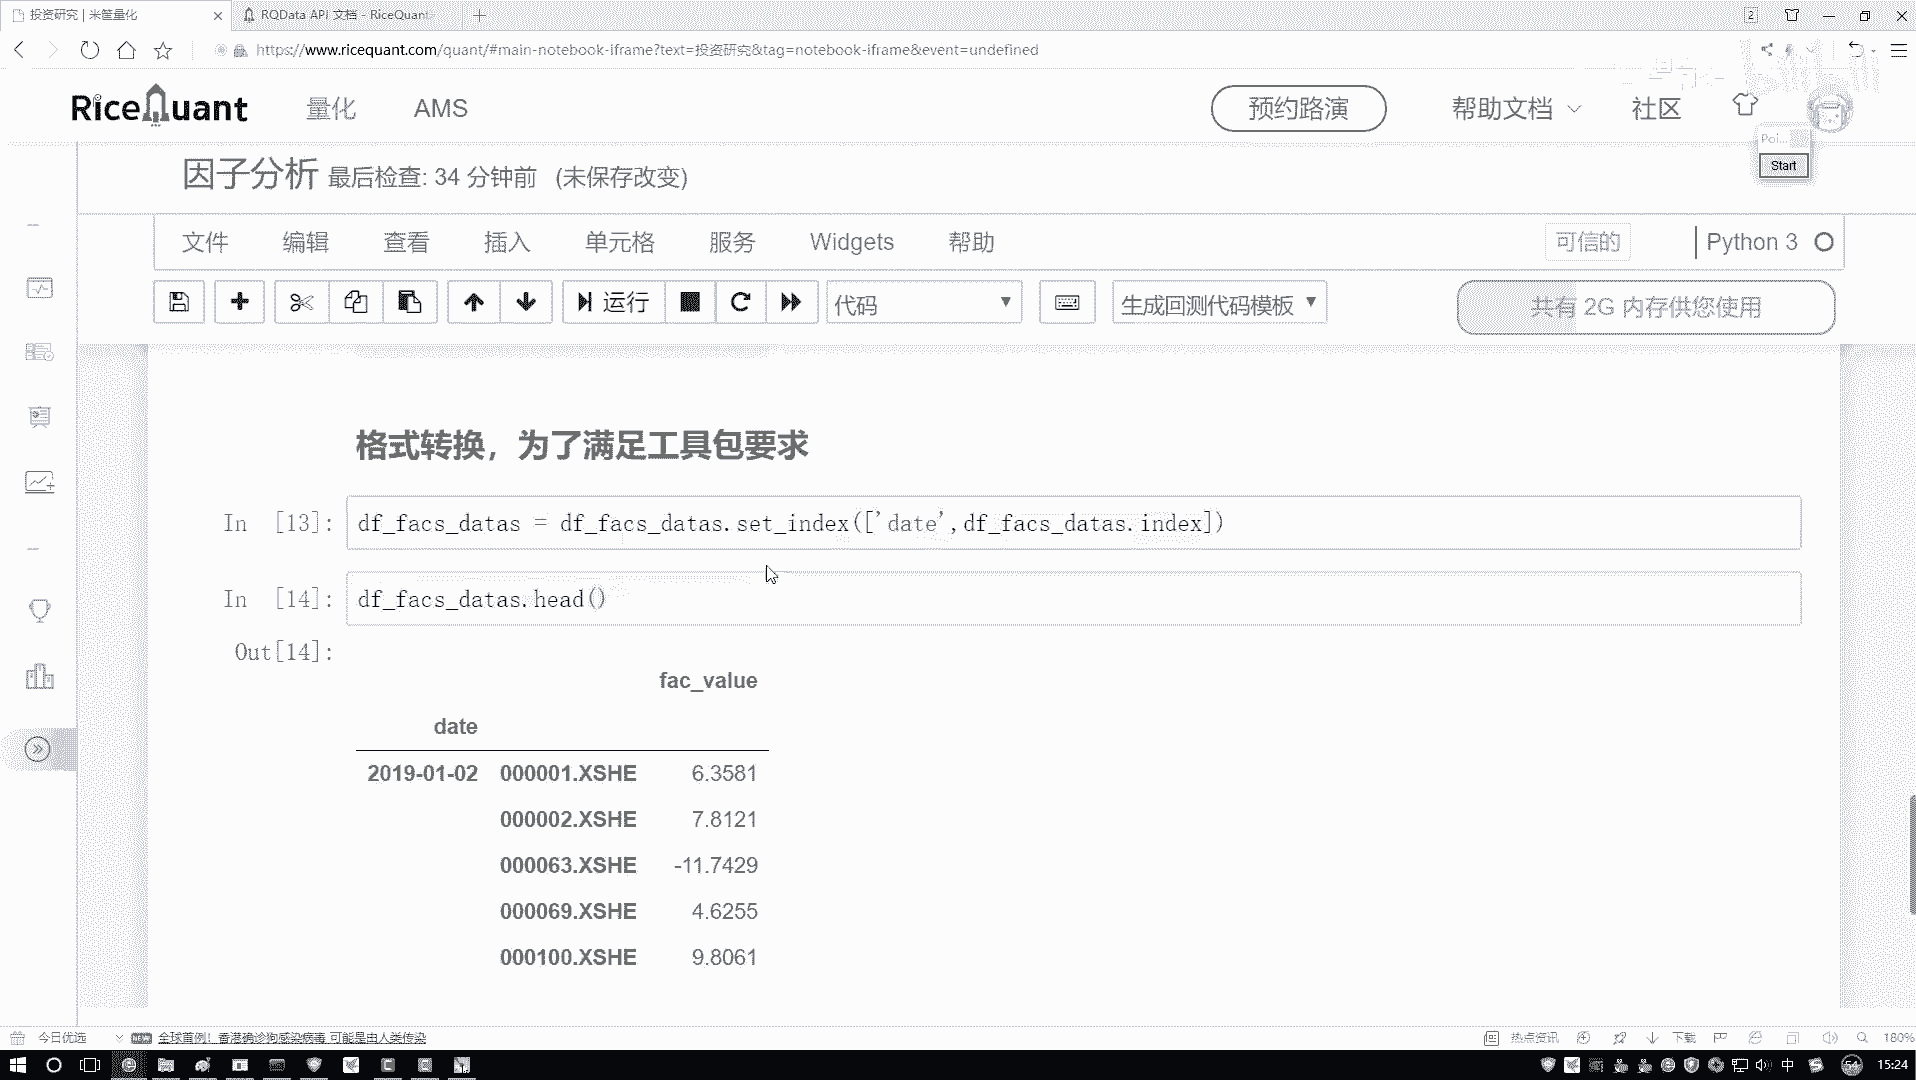 投资研究 | 米筐量化
RQData API 文档 - RiceQuant
2
https://www.ricequant.com/quant/#main-notebook-iframe?text=投资研究&tag=notebook-iframe&event=undefined
RiceQuant 量化 AMS 预约路演 帮助文档 社区
Poi...
Start
因子分析 最后检查: 34 分钟前 (未保存改变)
文件 编辑 查看 插入 单元格 服务 Widgets 帮助 可信的 Python 3
运行 代码 生成回测代码模板 共有 2G 内存供您使用
格式转换，为了满足工具包要求
In [13]: df_facs_datas = df_facs_datas.set_index(['date',df_facs_datas.index])
In [14]: df_facs_datas.head()
Out[14]:
fac_value
date
2019-01-02 000001.XSHE 6.3581
000002.XSHE 7.8121
000063.XSHE -11.7429
000069.XSHE 4.6255
000100.XSHE 9.8061
今日优选 NEW 全球首例！香港确诊狗感染病毒 可能是由人类传染 热点资讯 下载 180%
中 54 15:24